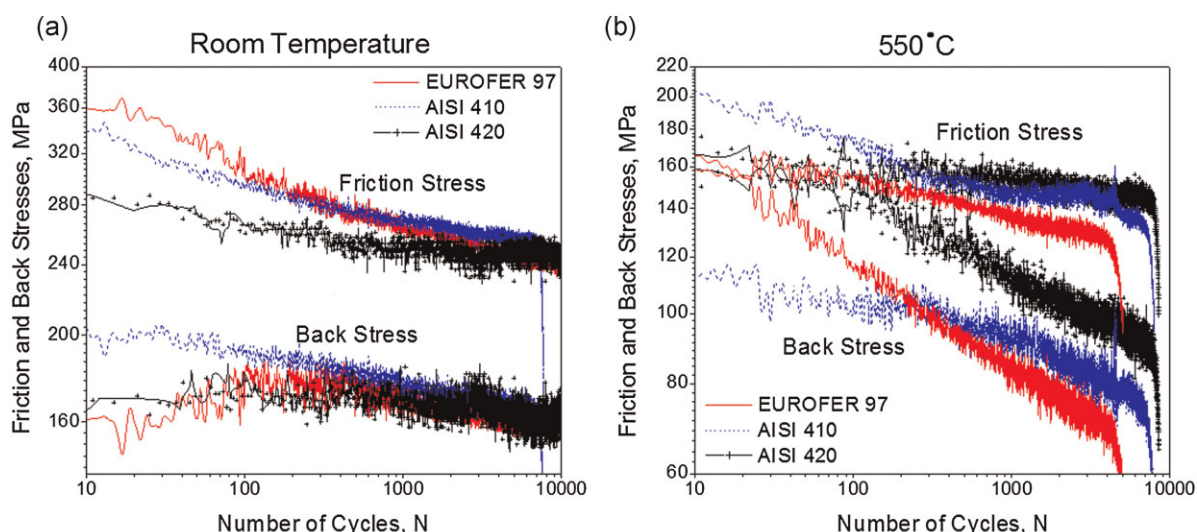 (a)
Room Temperature
Friction and Back Stresses, MPa
400
360
320
280
240
200
160
EUROFER 97
AISI 410
AISI 420
Friction Stress
Back Stress
10
100
1000
10000
Number of Cycles, N
(b)
550°C
Friction and Back Stresses, MPa
220
200
180
160
140
120
100
80
60
Friction Stress
Back Stress
EUROFER 97
AISI 410
AISI 420
10
100
1000
10000
Number of Cycles, N